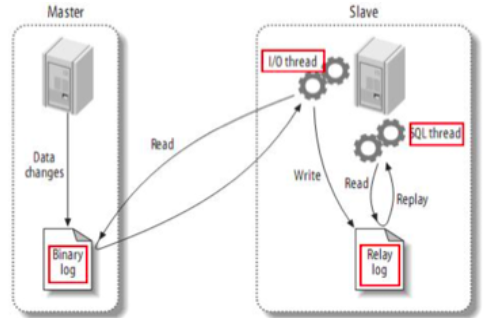 Master
Slave
I/O thread
SQL thread
Data
changes
Read
Write
Read
Replay
Binary
log
Relay
log